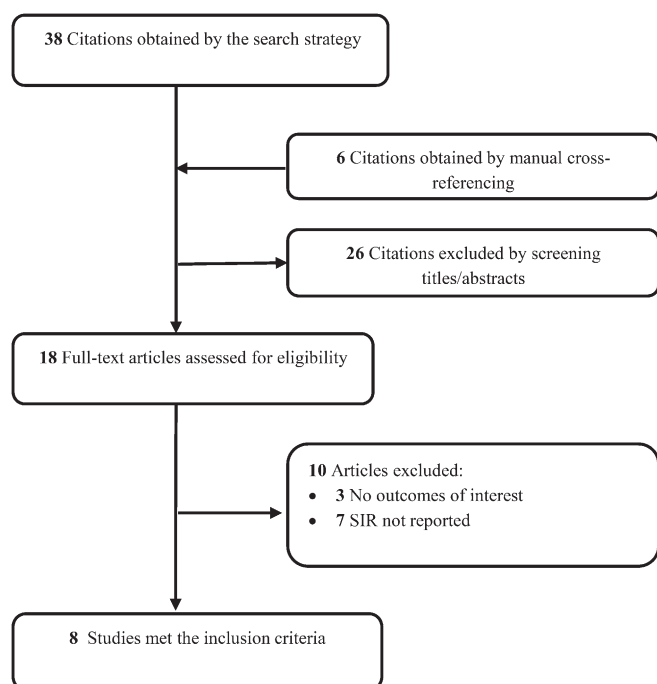 38 Citations obtained by the search strategy
6 Citations obtained by manual cross-
referencing
26 Citations excluded by screening
titles/abstracts
18 Full-text articles assessed for eligibility
10 Articles excluded:
• 3 No outcomes of interest
• 7 SIR not reported
8 Studies met the inclusion criteria